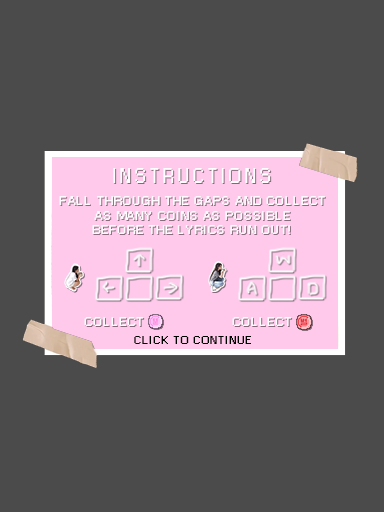 INSTRUCTIONS
FALL THROUGH THE GAPS AND COLLECT
AS MANY COINS AS POSSIBLE
BEFORE THE LYRICS RUN OUT!
↑ W
← → A D
COLLECT COLLECT
CLICK TO CONTINUE